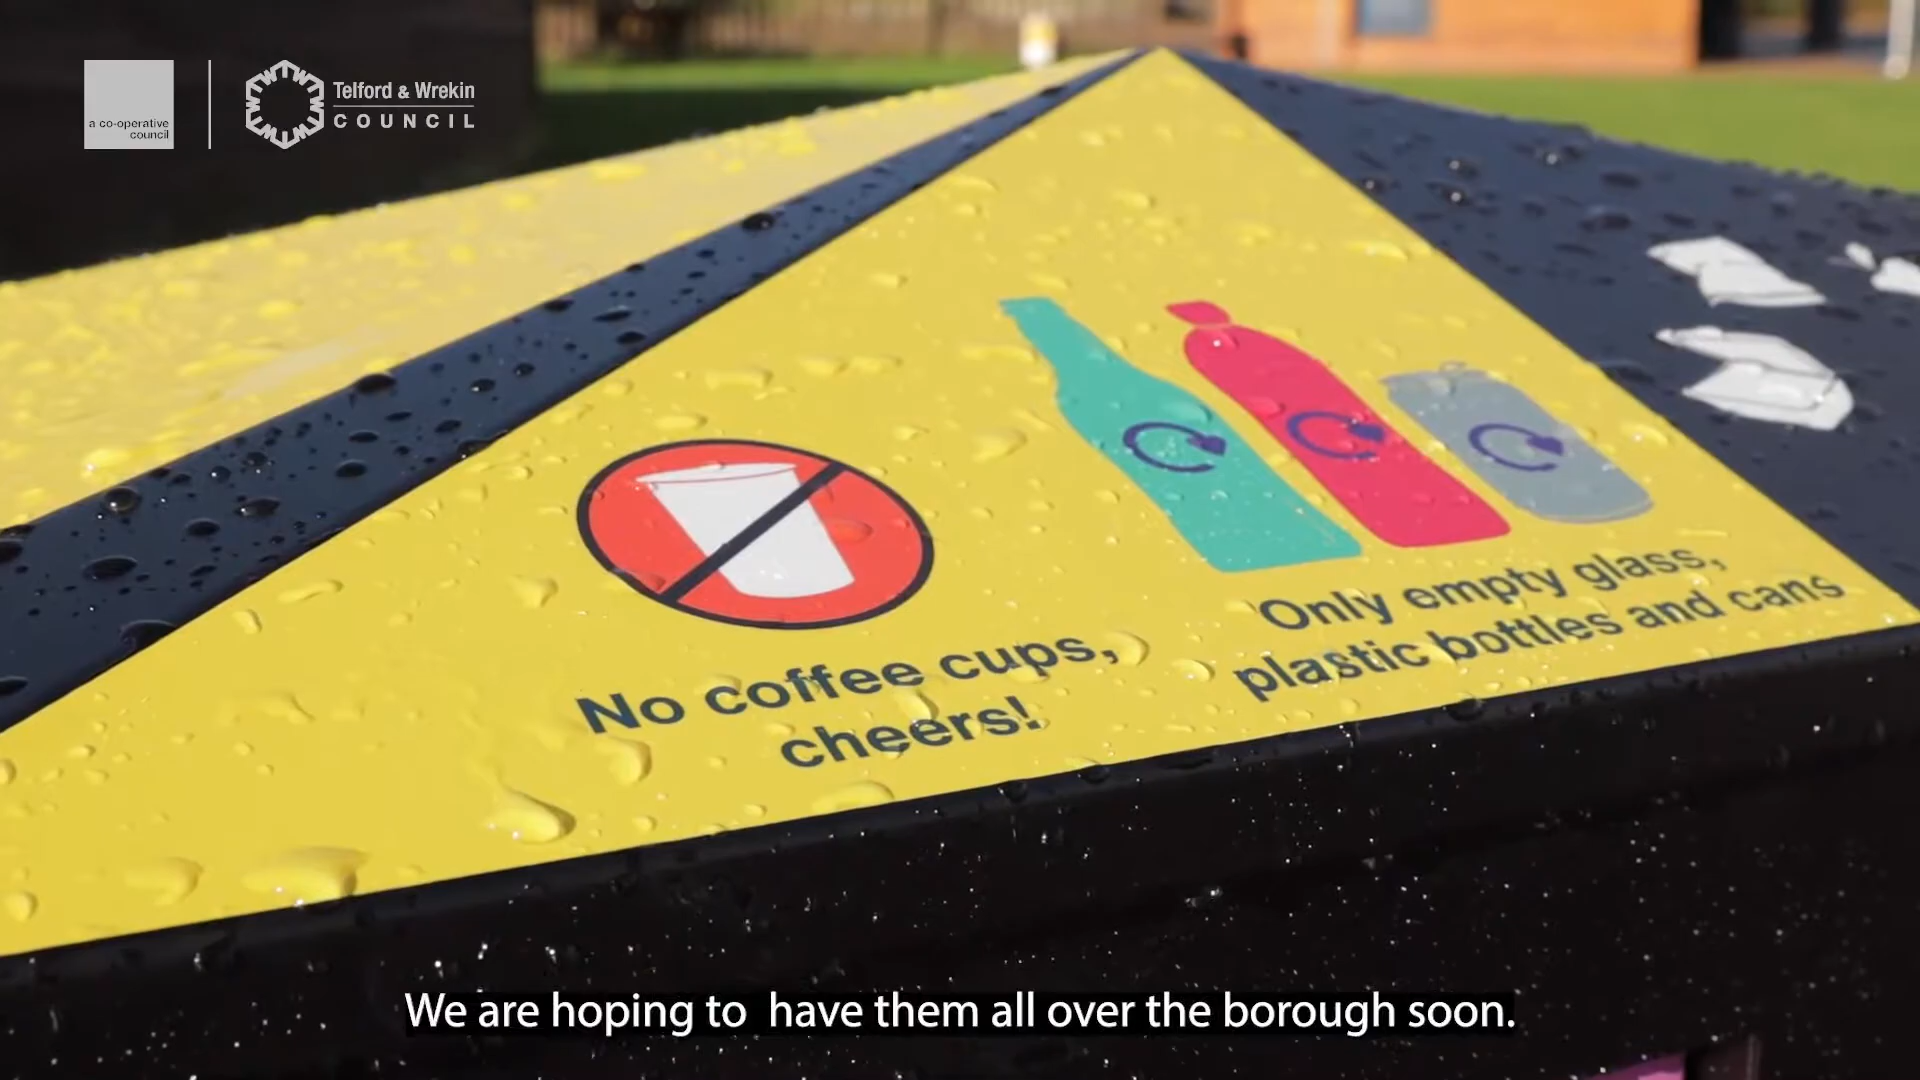 a co-operative
council
Telford & Wrekin
COUNCIL
No coffee cups,
cheers!
Only empty glass,
plastic bottles and cans
We are hoping to  have them all over the borough soon.